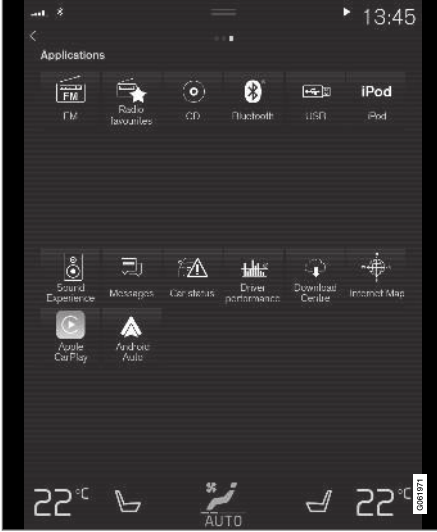 13:45
Applications
FM
iPod
FM
Radio
favourites
CD
Bluetooth
USB
iPod
Sound
Experience
Messages
Car status
Driver
performance
Download
Centre
Internet Map
Apple
CarPlay
Android
Auto
22°C
AUTO
22°C
G061971